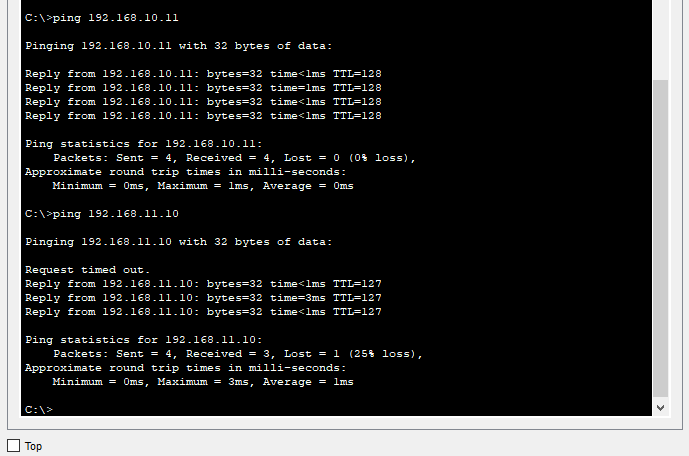 C:\>ping 192.168.10.11
Pinging 192.168.10.11 with 32 bytes of data:
Reply from 192.168.10.11: bytes=32 time<1ms TTL=128
Reply from 192.168.10.11: bytes=32 time=1ms TTL=128
Reply from 192.168.10.11: bytes=32 time<1ms TTL=128
Reply from 192.168.10.11: bytes=32 time<1ms TTL=128
Ping statistics for 192.168.10.11:
Packets: Sent = 4, Received = 4, Lost = 0 (0% loss),
Approximate round trip times in milli-seconds:
Minimum = 0ms, Maximum = 1ms, Average = 0ms
C:\>ping 192.168.11.10
Pinging 192.168.11.10 with 32 bytes of data:
Request timed out.
Reply from 192.168.11.10: bytes=32 time<1ms TTL=127
Reply from 192.168.11.10: bytes=32 time=3ms TTL=127
Reply from 192.168.11.10: bytes=32 time<1ms TTL=127
Ping statistics for 192.168.11.10:
Packets: Sent = 4, Received = 3, Lost = 1 (25% loss),
Approximate round trip times in milli-seconds:
Minimum = 0ms, Maximum = 3ms, Average = 1ms
C:\>
Top